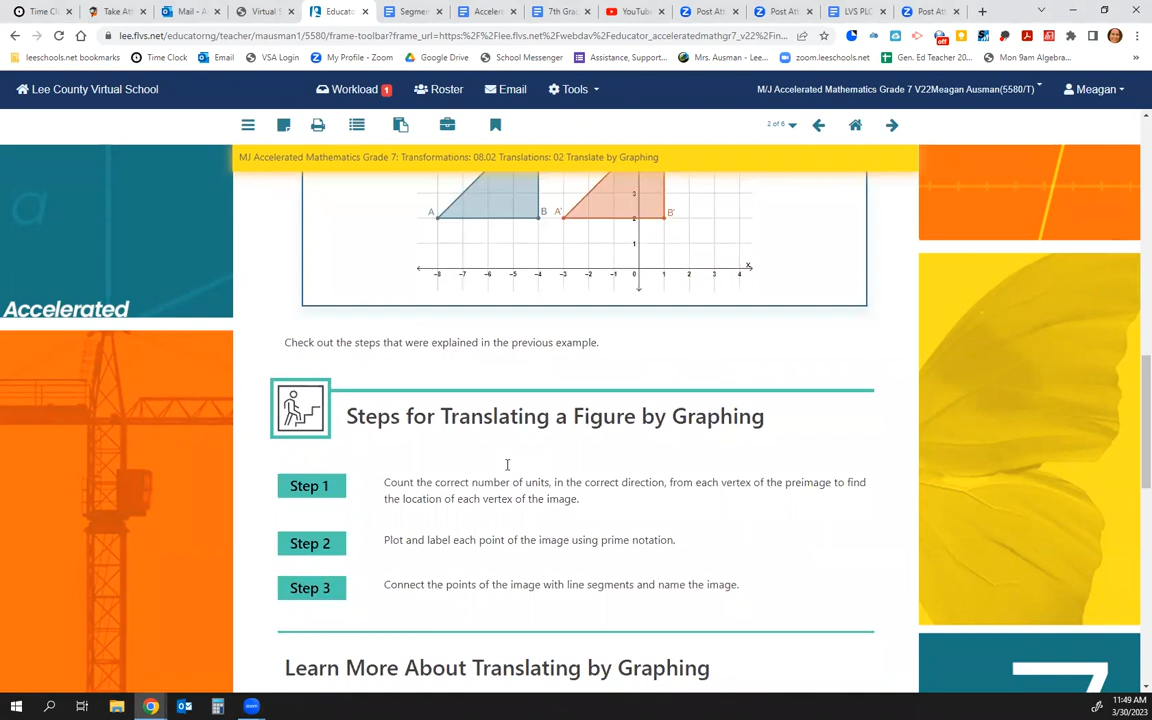 Time Clo
Take Att
Mail - A
Virtual S
Educato
Segmen
Accelera
7th Grad
YouTube
Post Att
Post Att
LVS PLC
Post Att
lee.flvs.net/educatorng/teacher/mausman1/5580/frame-toolbar?frame_url=https%3A%2F%2Flee.flvs.net%2Fwebdav%2Feducator_acceleratedmathgr7_v22%2Fin...
off
leeschools.net bookmarks
Time Clock
Email
VSA Login
My Profile - Zoom
Google Drive
School Messenger
Assistance, Support...
Mrs. Ausman - Lee...
zoom.leeschools.net
Gen. Ed Teacher 20...
Mon 9am Algebra...
»
Lee County Virtual School
Workload 1
Roster
Email
Tools
M/J Accelerated Mathematics Grade 7 V22Meagan Ausman(5580/T)
Meagan
2 of 6
MJ Accelerated Mathematics Grade 7: Transformations: 08.02 Translations: 02 Translate by Graphing
a
Accelerated
3
A
B
A'
2
B'
1
x
-8 -7 -6 -5 -4 -3 -2 -1 0 1 2 3 4
Check out the steps that were explained in the previous example.
Steps for Translating a Figure by Graphing
Step 1
Count the correct number of units, in the correct direction, from each vertex of the preimage to find
the location of each vertex of the image.
Step 2
Plot and label each point of the image using prime notation.
Step 3
Connect the points of the image with line segments and name the image.
Learn More About Translating by Graphing
7
zoom
11:49 AM
3/30/2023